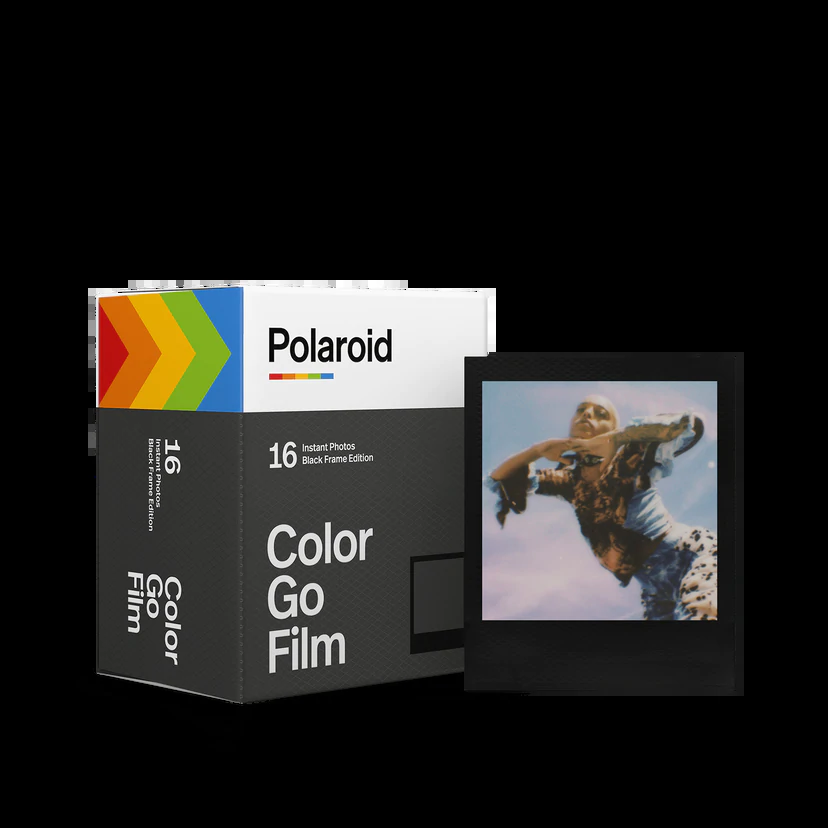 Polaroid
16
Instant Photos
Black Frame Edition
Color
Go
Film
16
Instant Photos
Black Frame Edition
Color
Go
Film